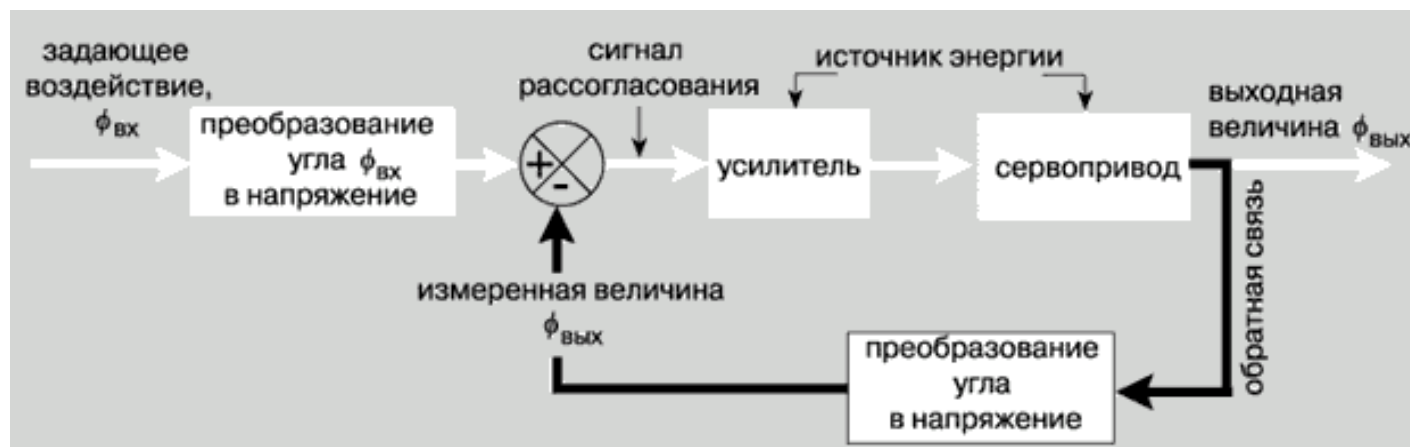 задающее
воздействие,
ϕвх
преобразование
угла ϕвх
в напряжение
+
-
сигнал
рассогласования
усилитель
источник энергии
сервопривод
выходная
величина ϕвых
обратная связь
измеренная величина
ϕвых
преобразование
угла
в напряжение